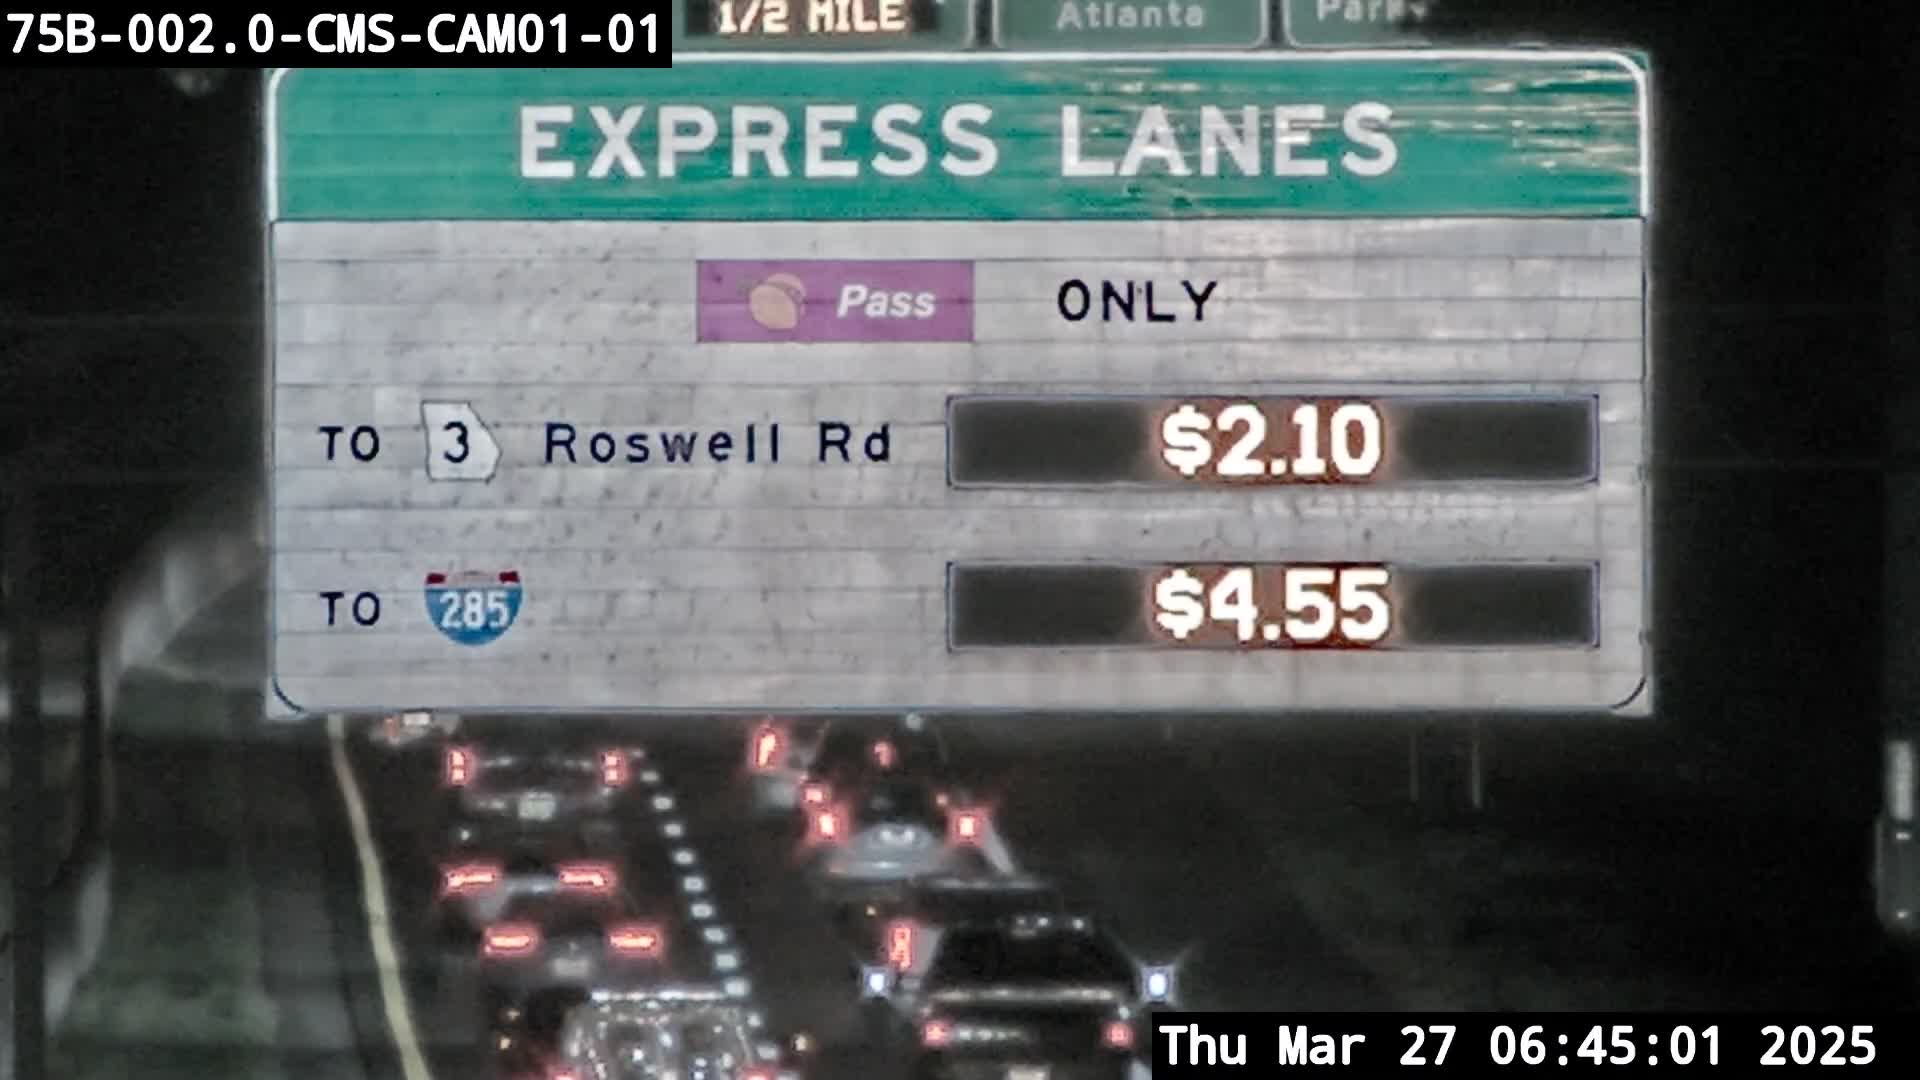 75B-002.0-CMS-CAM01-01
1/2 MILE
Atlanta
EXPRESS LANES
Pass ONLY
TO 3 Roswell Rd $2.10
TO 285 $4.55
Thu Mar 27 06:45:01 2025